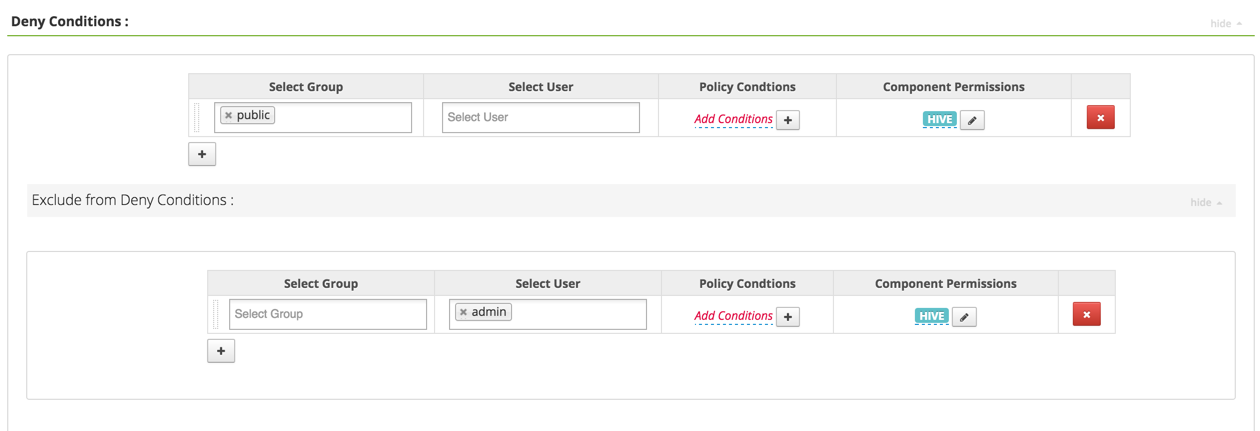 Deny Conditions :
hide
Select Group Select User Policy Condtions Component Permissions
× public Select User Add Conditions + HIVE ×
+
Exclude from Deny Conditions :
hide
Select Group Select User Policy Condtions Component Permissions
Select Group × admin Add Conditions + HIVE ×
+